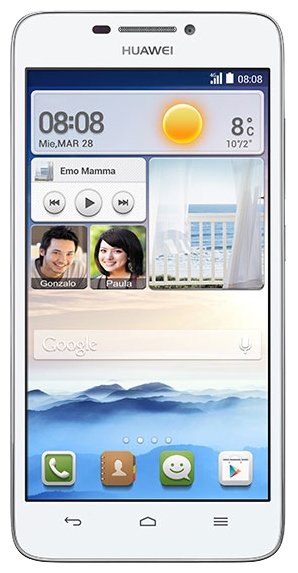 HUAWEI
08:08
08:08
Mie,MAR 28
8°C
10°/2°
Emo Mamma
Gonzalo
Paula
Google